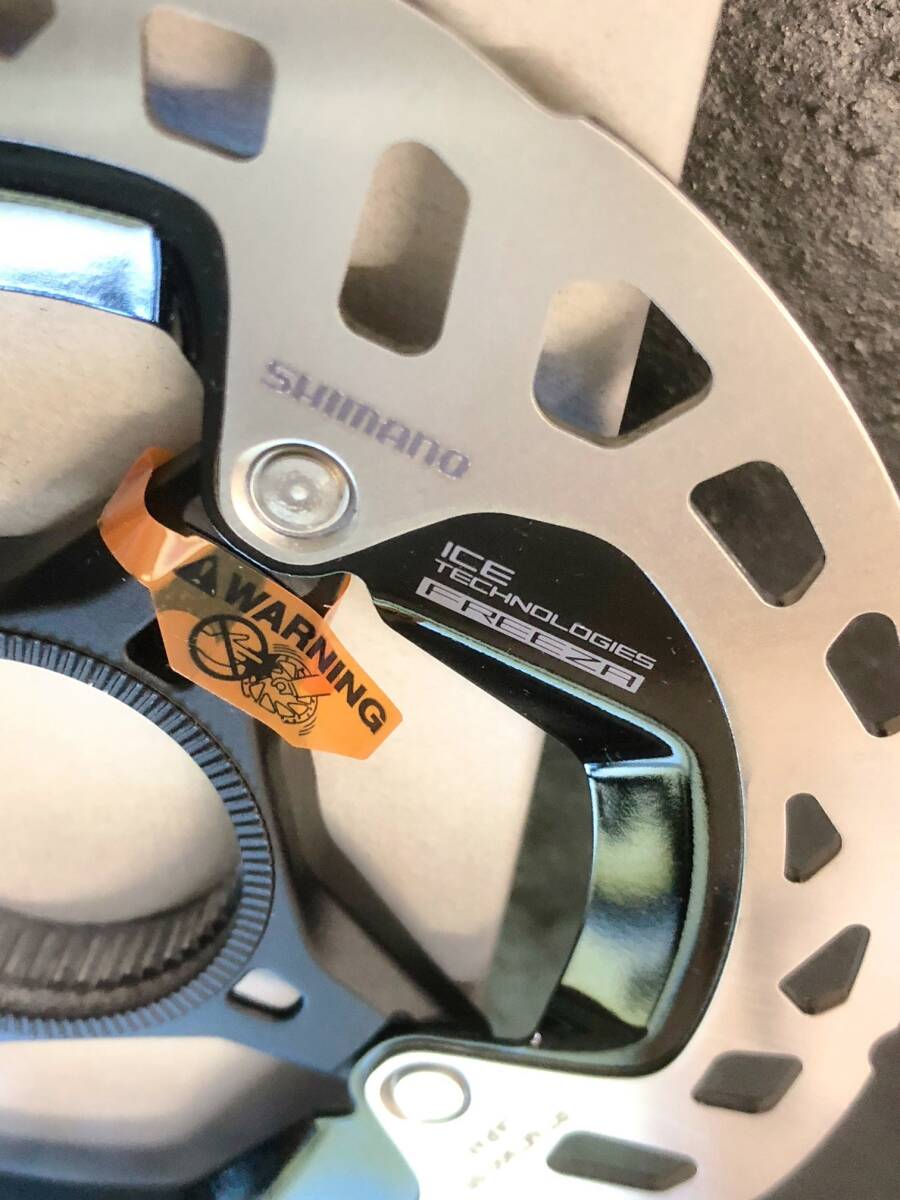 SHIMANO
ICE
TECHNOLOGIES
FREEZA
WARNING